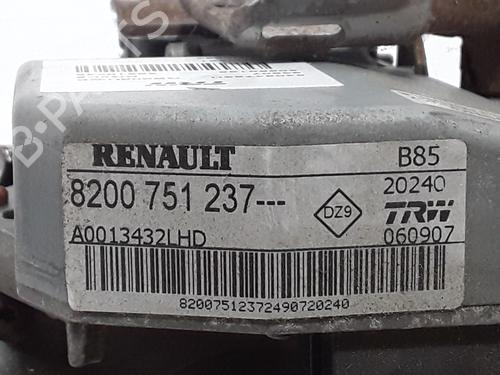 B-PARTS
RENAULT
B85
8200 751 237---
DZ9
20240
TRW
A0013432LHD
060907
82007512372490720240